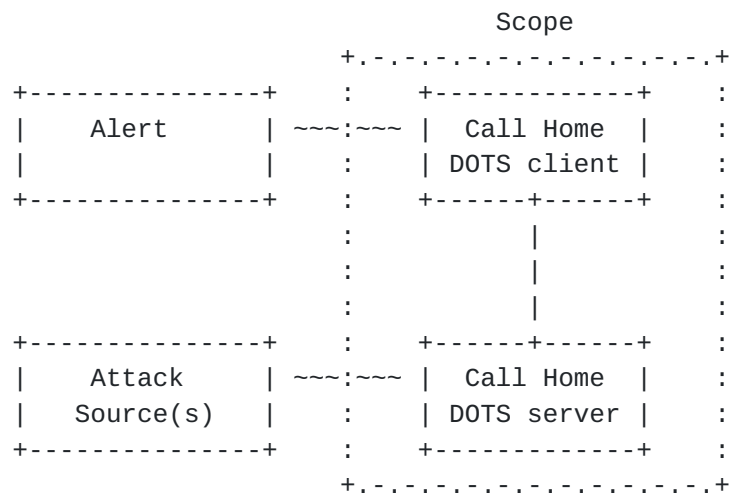 Scope
Alert
Call Home
DOTS client
Attack
Call Home
Source(s)
DOTS server